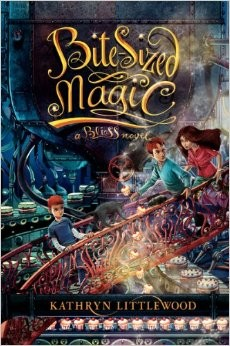 Bite Sized
Magic
a Bliss novel
KATHRYN LITTLEWOOD